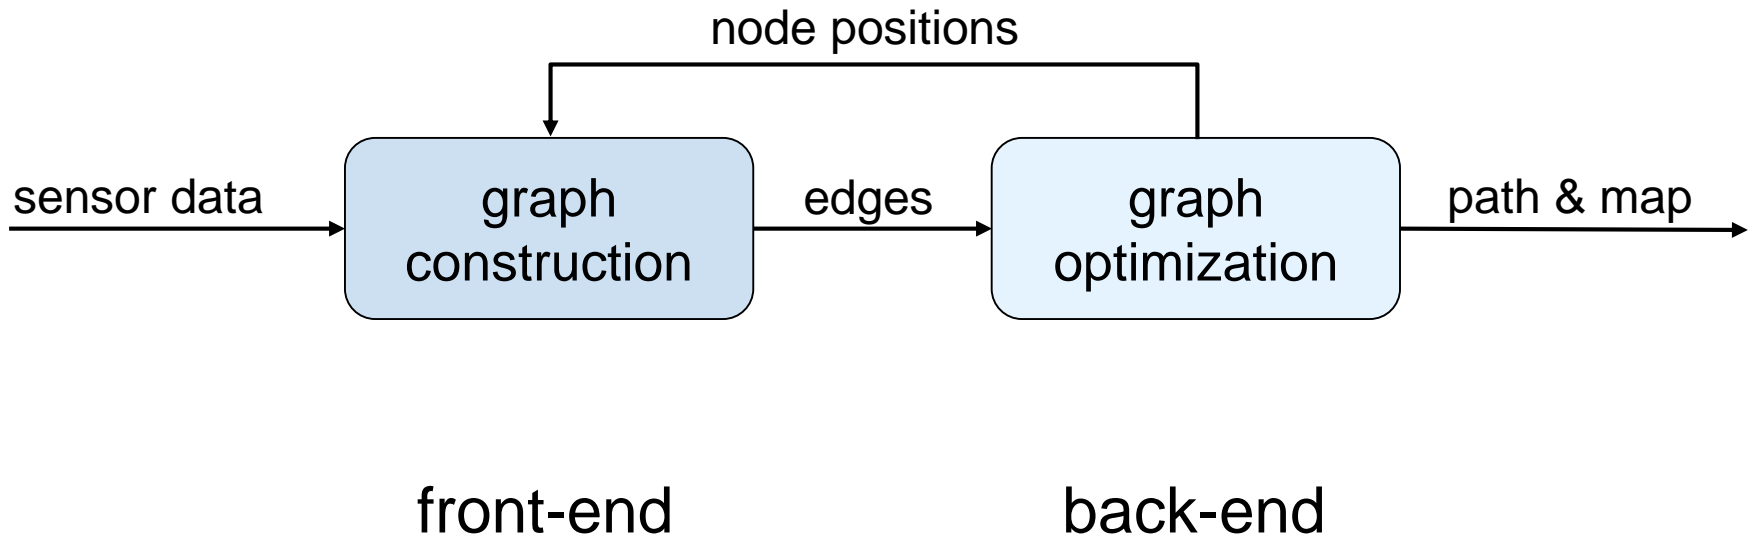 node positions
sensor data
graph
construction
edges
graph
optimization
path & map
front-end
back-end